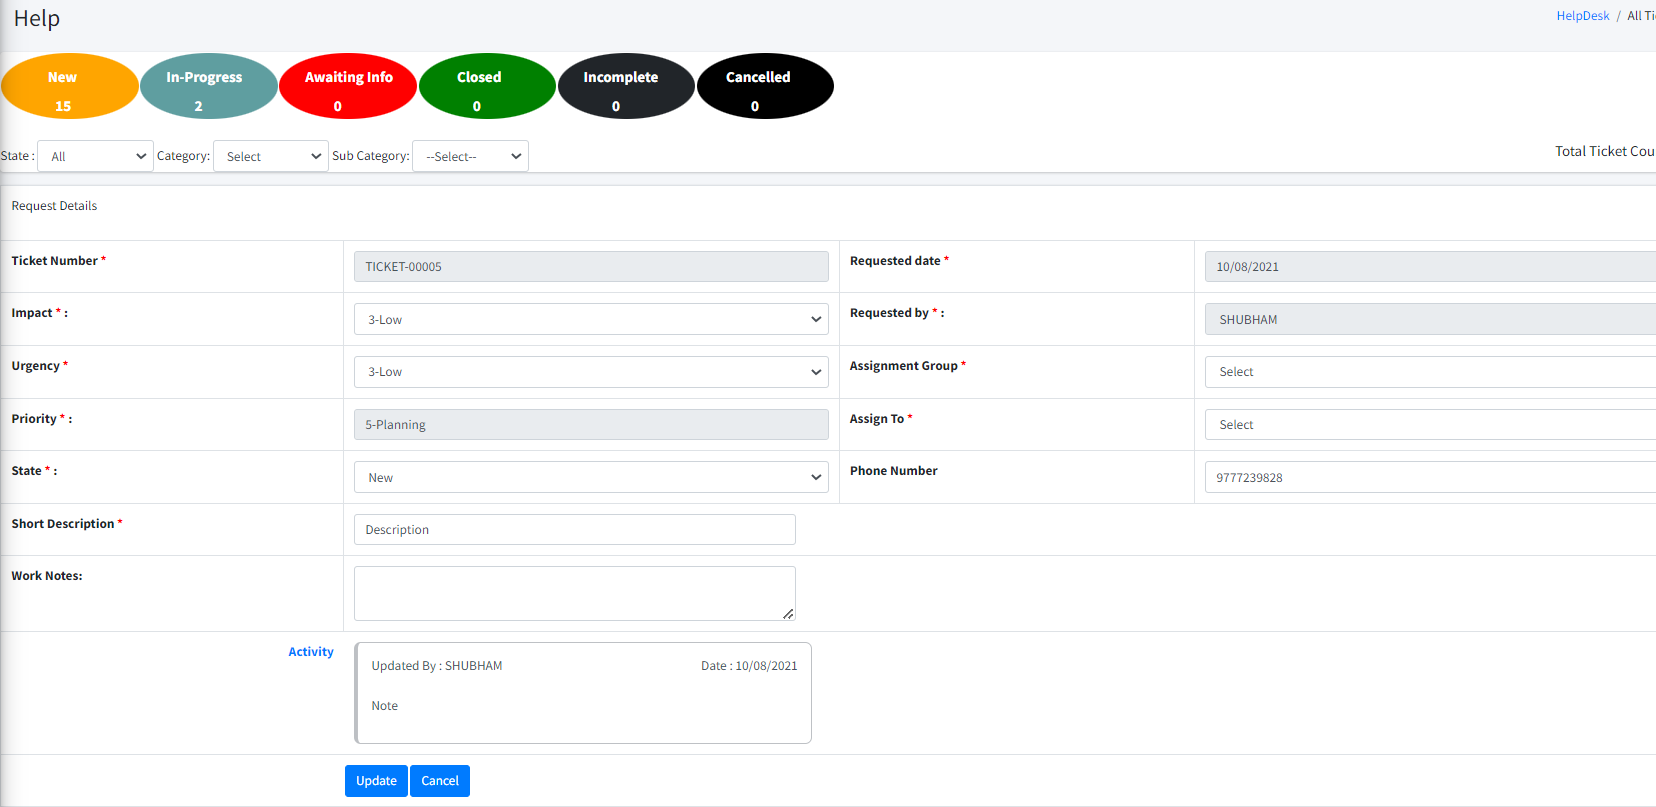 Help
HelpDesk / All Ti
New In-Progress Awaiting Info Closed Incomplete Cancelled
15 2 0 0 0 0
State : All Category: Select Sub Category: --Select--
Total Ticket Cou
Request Details
Ticket Number * TICKET-00005 Requested date * 10/08/2021
Impact * : 3-Low Requested by * : SHUBHAM
Urgency * 3-Low Assignment Group * Select
Priority * : 5-Planning Assign To * Select
State * : New Phone Number 9777239828
Short Description * Description
Work Notes:
Activity Updated By : SHUBHAM Date : 10/08/2021
Note
Update Cancel